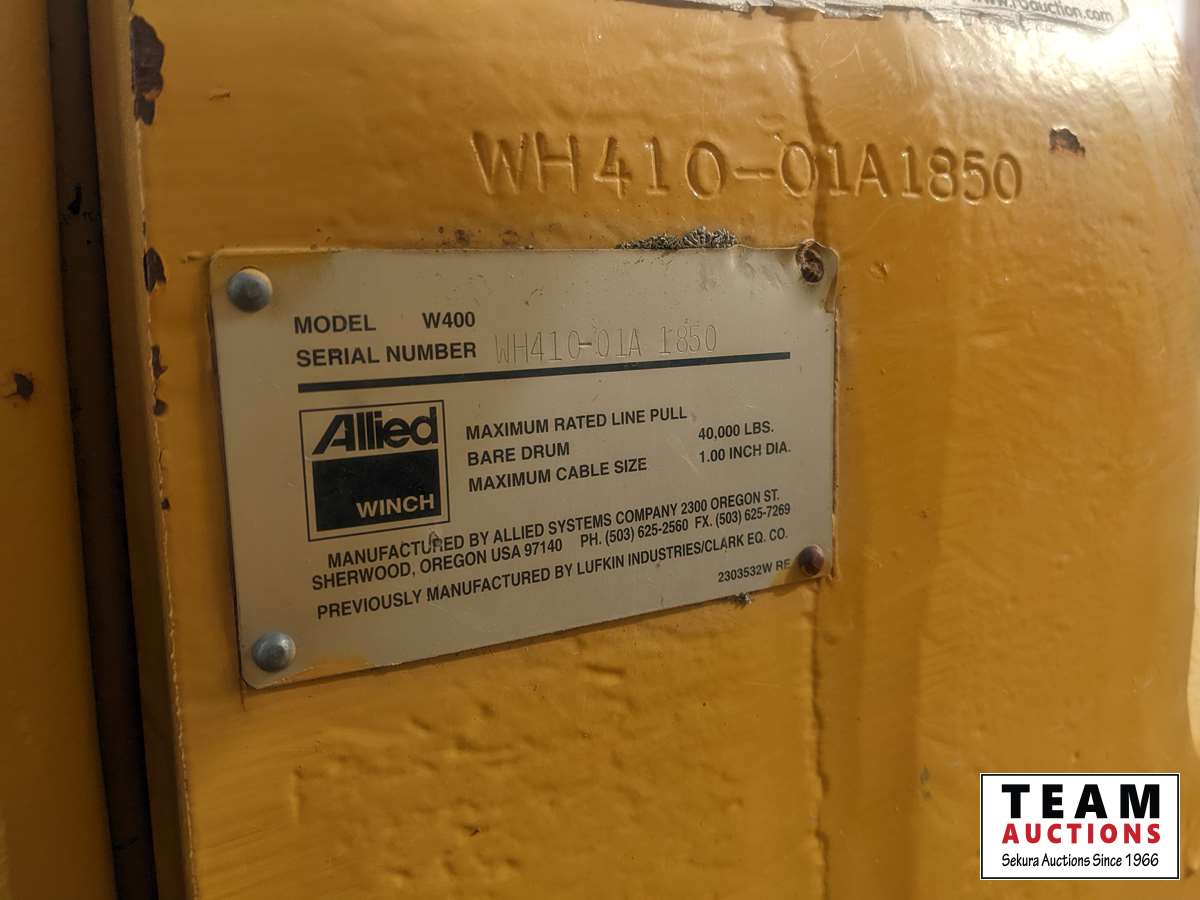 www.rbauction.com
WH410-01A1850
MODEL W400
SERIAL NUMBER WH410-01A 1850
Allied
WINCH
MAXIMUM RATED LINE PULL
BARE DRUM 40,000 LBS.
MAXIMUM CABLE SIZE 1.00 INCH DIA.
MANUFACTURED BY ALLIED SYSTEMS COMPANY 2300 OREGON ST.
SHERWOOD, OREGON USA 97140 PH. (503) 625-2560 FX. (503) 625-7269
PREVIOUSLY MANUFACTURED BY LUFKIN INDUSTRIES/CLARK EQ. CO.
2303532W RE
TEAM
AUCTIONS
Sekura Auctions Since 1966